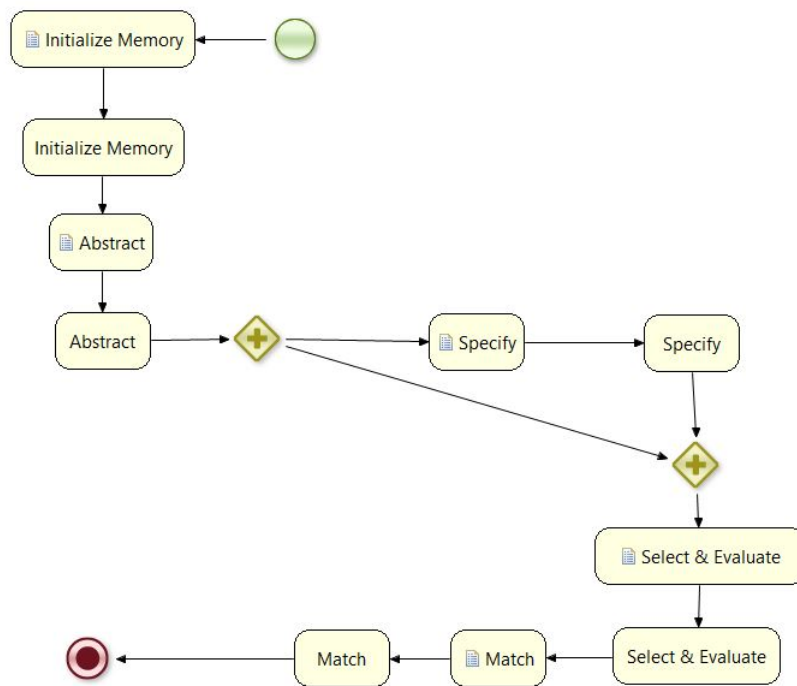 Initialize Memory
Initialize Memory
Abstract
Abstract
Specify
Specify
Select & Evaluate
Select & Evaluate
Match
Match